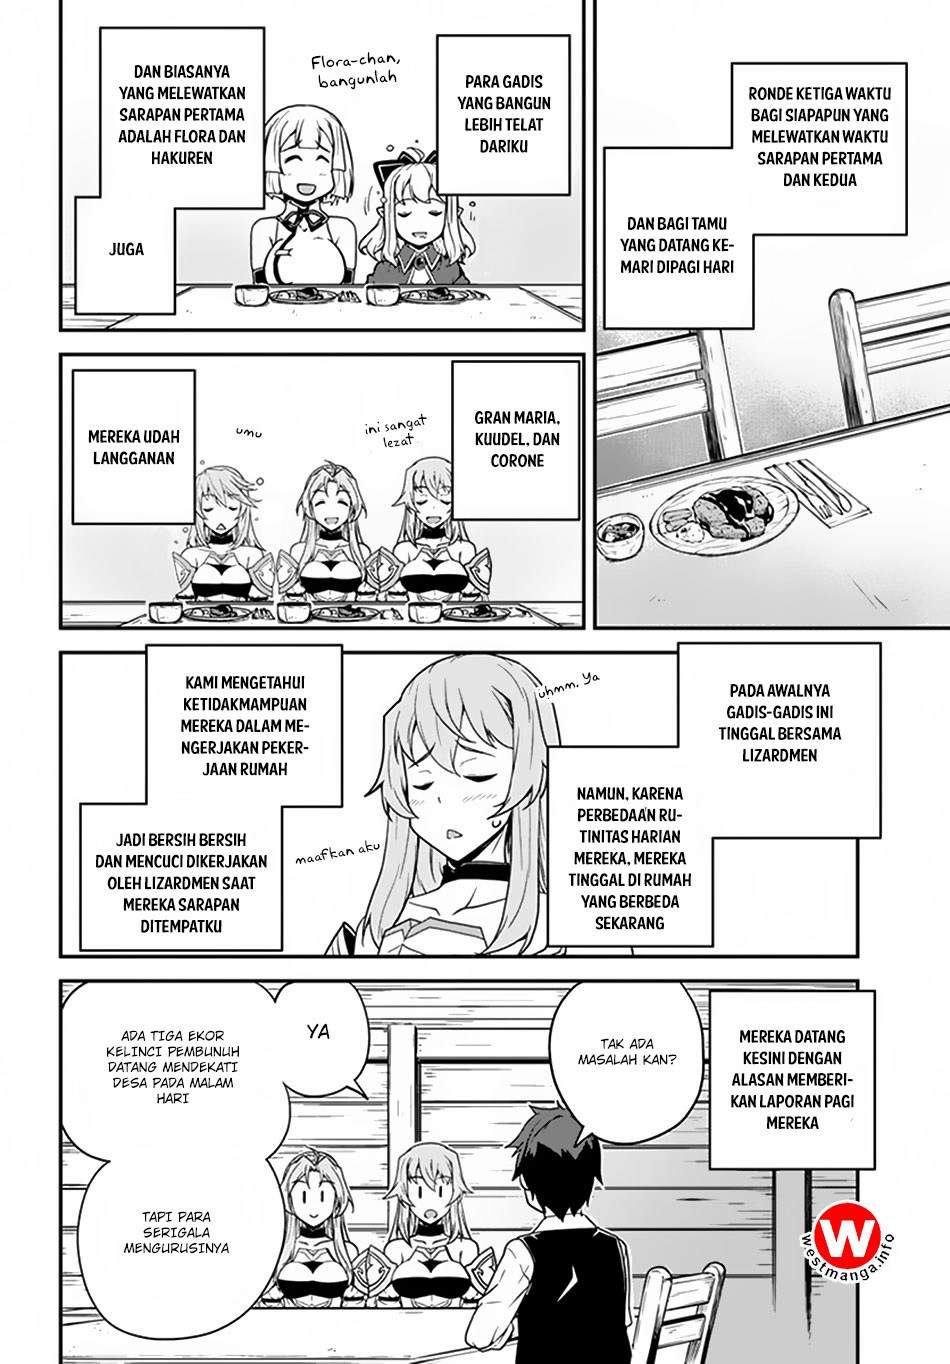 RONDE KETIGA WAKTU
BAGI SIAPAPUN YANG
MELEWATKAN WAKTU
SARAPAN PERTAMA
DAN KEDUA
DAN BAGI TAMU
YANG DATANG KE-
MARI DIPAGI HARI
PARA GADIS
YANG BANGUN
LEBIH TELAT
DARIKU
Flora-chan,
bangunlah
DAN BIASANYA
YANG MELEWATKAN
SARAPAN PERTAMA
ADALAH FLORA DAN
HAKUREN
JUGA
GRAN MARIA,
KUUDEL, DAN
CORONE
ini sangat
lezat
umu
MEREKA UDAH
LANGGANAN
PADA AWALNYA
GADIS-GADIS INI
TINGGAL BERSAMA
LIZARDMEN
NAMUN, KARENA
PERBEDAAN RU-
TINITAS HARIAN
MEREKA, MEREKA
TINGGAL DI RUMAH
YANG BERBEDA
SEKARANG
uhmm. Ya
KAMI MENGETAHUI
KETIDAKMAMPUAN
MEREKA DALAM ME-
NGERJAKAN PEKER-
JAAN RUMAH
maafkan aku
JADI BERSIH BERSIH
DAN MENCUCI DIKERJAKAN
OLEH LIZARDMEN SAAT
MEREKA SARAPAN
DITEMPATKU
MEREKA DATANG
KESINI DENGAN
ALASAN MEMBERI-
KAN LAPORAN PAGI
MEREKA
TAK ADA
MASALAH KAN?
YA
ADA TIGA EKOR
KELINCI PEMBUNUH
DATANG MENDEKATI
DESA PADA MALAM
HARI
TAPI PARA
SERIGALA
MENGURUSINYA
W
westmanga.info